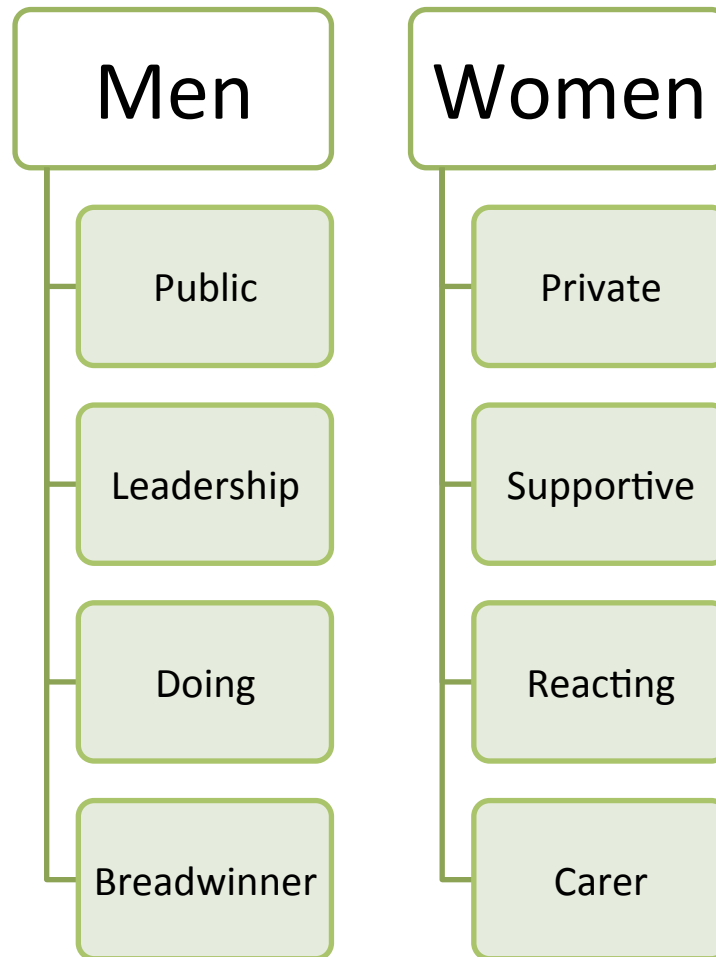 Men
Public
Leadership
Doing
Breadwinner
Women
Private
Supportive
Reacting
Carer